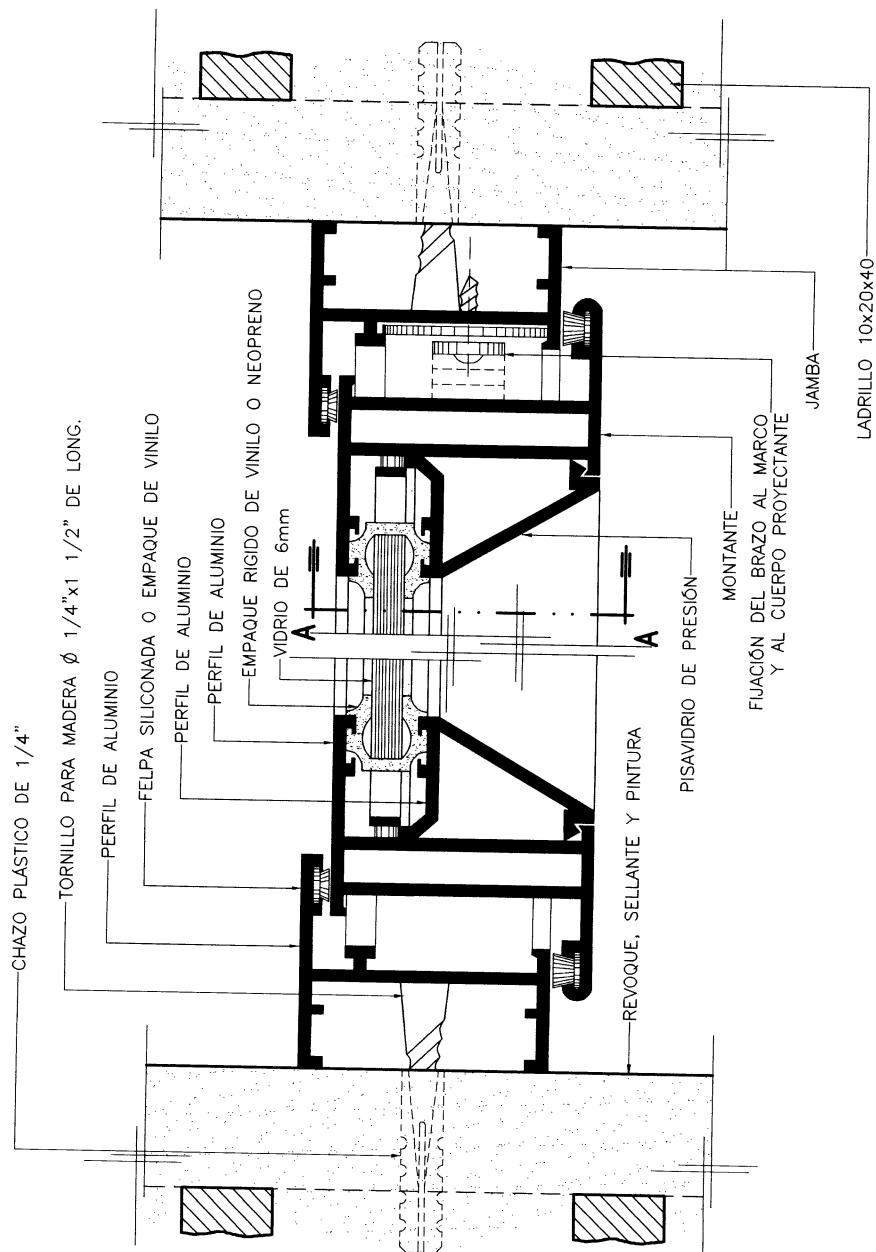 CHAZO PLÁSTICO DE 1/4"
TORNILLO PARA MADERA Ø 1/4"x1 1/2" DE LONG.
PERFIL DE ALUMINIO
FELPA SILICONADA O EMPAQUE DE VINILO
PERFIL DE ALUMINIO
PERFIL DE ALUMINIO
EMPAQUE RIGIDO DE VINILO O NEOPRENO
VIDRIO DE 6mm
A
A
REVOQUE, SELLANTE Y PINTURA
PISAVIDRIO DE PRESIÓN
MONTANTE
FIJACIÓN DEL BRAZO AL MARCO
Y AL CUERPO PROYECTANTE
JAMBA
LADRILLO 10x20x40